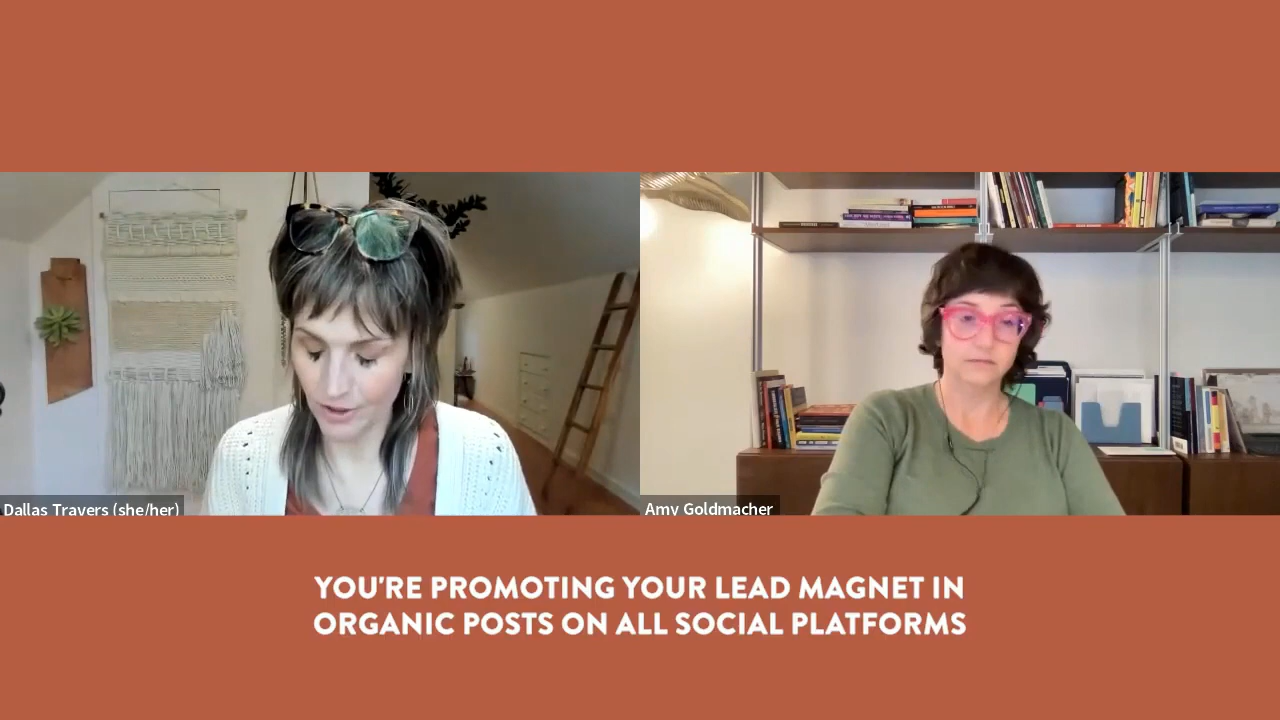 Dallas Travers (she/her)
Amy Goldmacher
YOU'RE PROMOTING YOUR LEAD MAGNET IN
ORGANIC POSTS ON ALL SOCIAL PLATFORMS